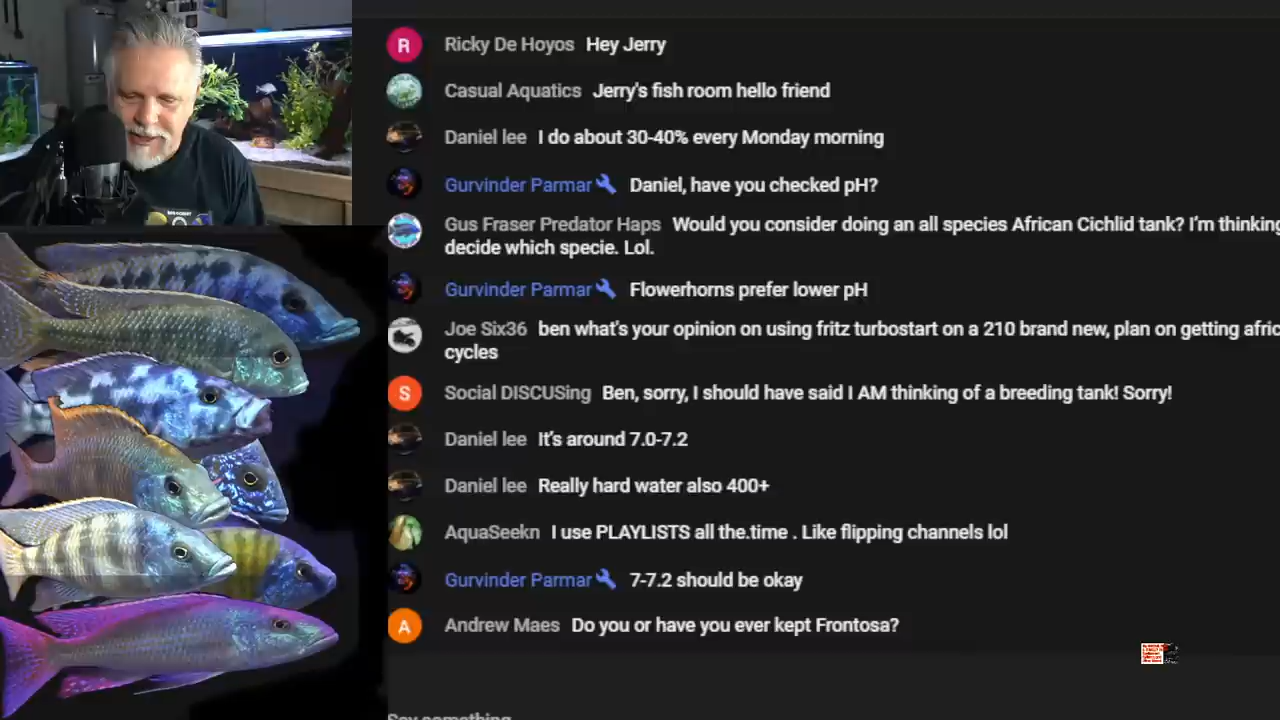 R Ricky De Hoyos Hey Jerry
Casual Aquatics Jerry's fish room hello friend
Daniel lee I do about 30-40% every Monday morning
Gurvinder Parmar Daniel, have you checked pH?
Gus Fraser Predator Haps Would you consider doing an all species African Cichlid tank? I'm thinking
decide which specie. Lol.
Gurvinder Parmar Flowerhorns prefer lower pH
Joe Six36 ben what's your opinion on using fritz turbostart on a 210 brand new, plan on getting afric
cycles
S Social DISCUSing Ben, sorry, I should have said I AM thinking of a breeding tank! Sorry!
Daniel lee It's around 7.0-7.2
Daniel lee Really hard water also 400+
AquaSeekn I use PLAYLISTS all the.time . Like flipping channels lol
Gurvinder Parmar 7-7.2 should be okay
A Andrew Maes Do you or have you ever kept Frontosa?
Say something